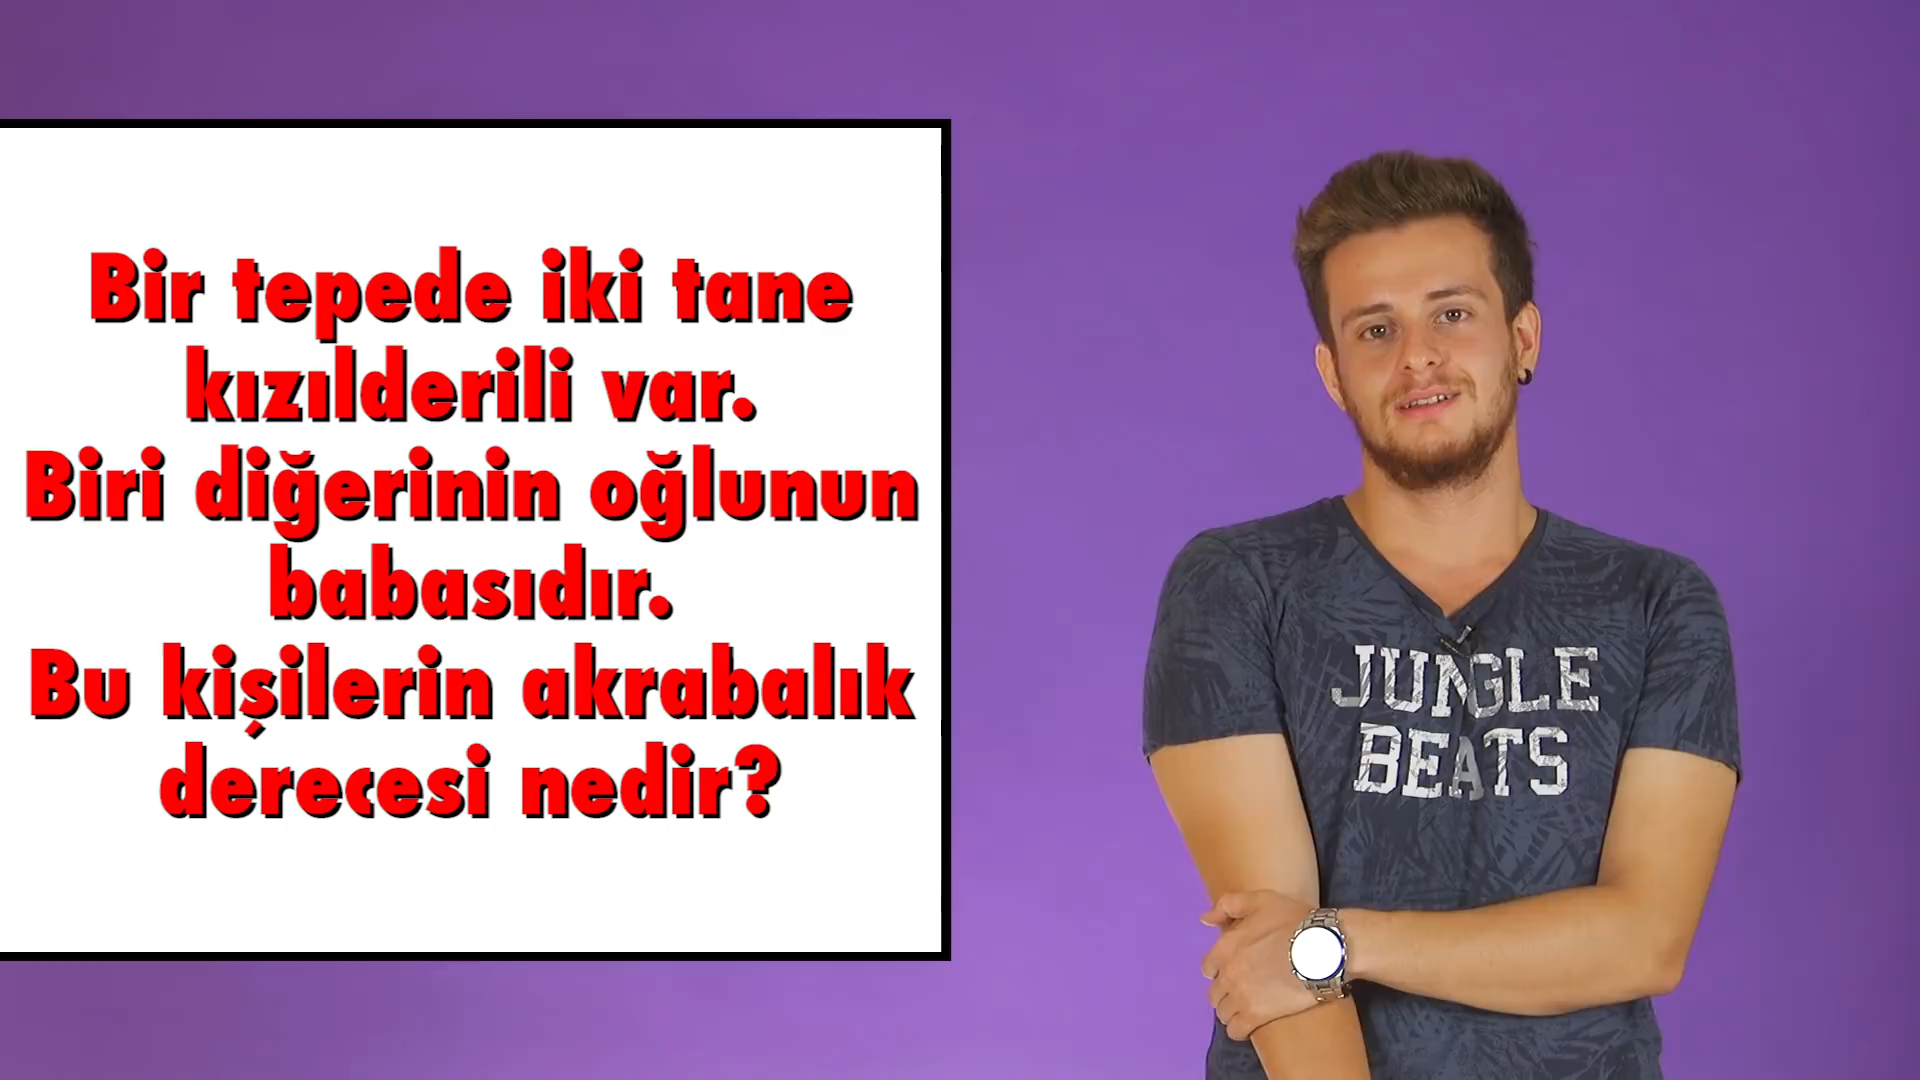 Bir tepede iki tane
kızılderili var.
Biri diğerinin oğlunun
babasıdır.
Bu kişilerin akrabalık
derecesi nedir?
JUNGLE
BEATS